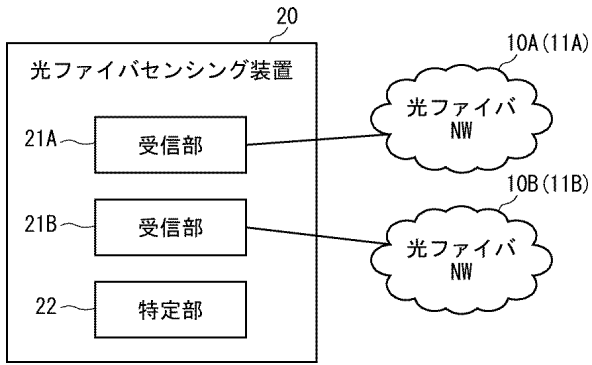 20
光ファイバセンシング装置
21A
受信部
21B
受信部
22
特定部
10A(11A)
光ファイバ
NW
10B(11B)
光ファイバ
NW